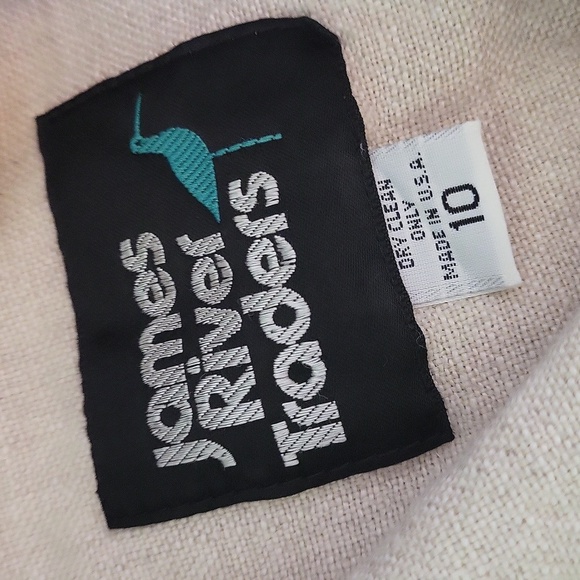 James
River
Traders
DRY CLEAN
ONLY
MADE IN U.S.A.
10